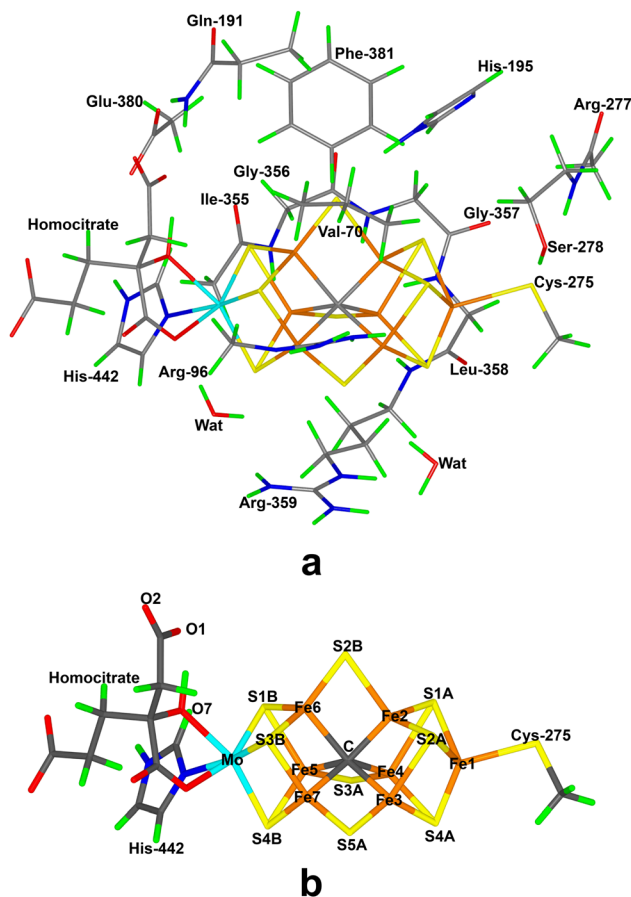 Gln-191
Phe-381
His-195
Glu-380
Arg-277
Gly-356
Ile-355
Homocitrate
Val-70
Gly-357
Ser-278
Cys-275
His-442
Arg-96
Leu-358
Wat
Wat
Arg-359
a
O2
O1
S2B
Homocitrate
S1B
Fe6
Fe2
S1A
O7
S3B
S2A
Cys-275
Mo
C
Fe1
Fe5
Fe4
S3A
Fe7
Fe3
S4B
S5A
S4A
His-442
b